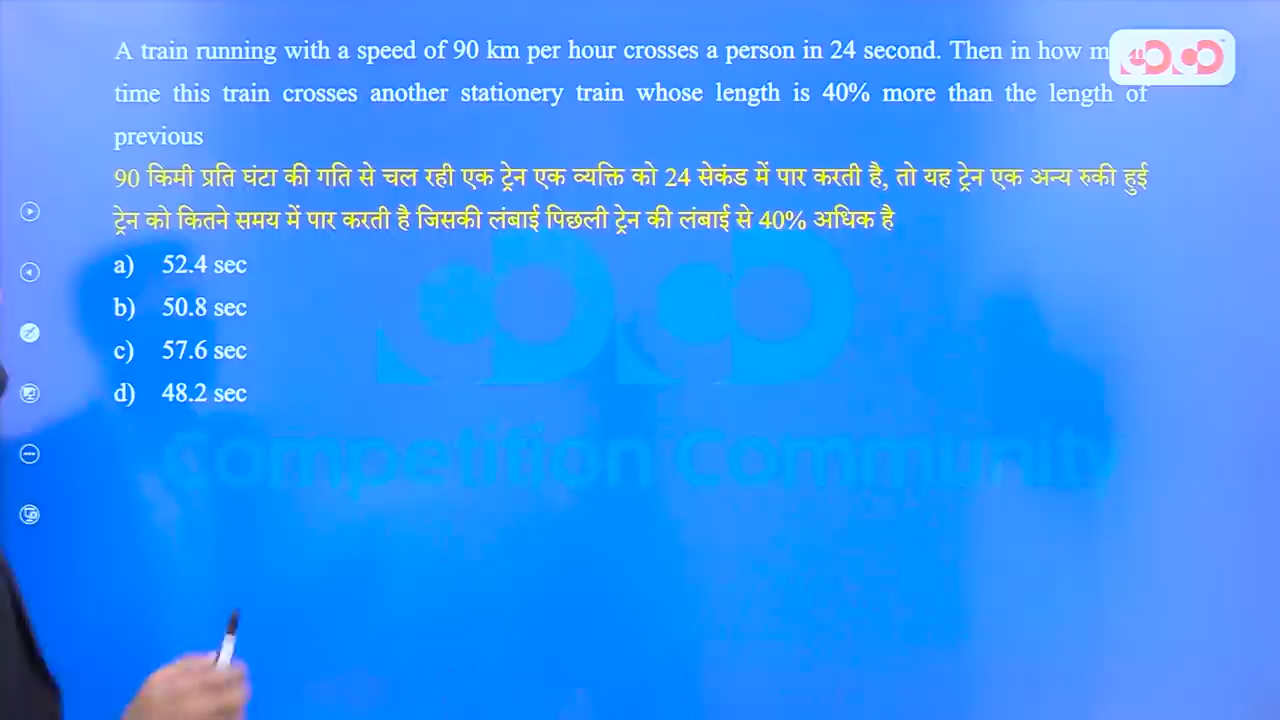 A train running with a speed of 90 km per hour crosses a person in 24 second. Then in how
time this train crosses another stationery train whose length is 40% more than the length of
previous
90 किमी प्रति घंटा की गति से चल रही एक ट्रेन एक व्यक्ति को 24 सेकंड में पार करती है, तो यह ट्रेन एक अन्य रुकी हुई
ट्रेन को कितने समय में पार करती है जिसकी लंबाई पिछली ट्रेन की लंबाई से 40% अधिक है
a) 52.4 sec
b) 50.8 sec
c) 57.6 sec
d) 48.2 sec
Competition Community